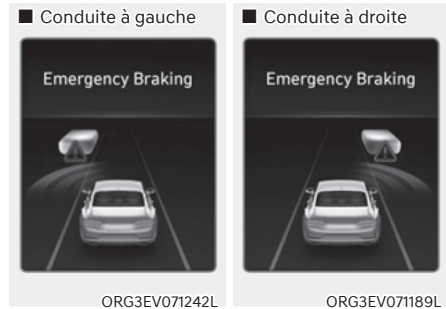 ■ Conduite à gauche
Emergency Braking
ORG3EV071242L
■ Conduite à droite
Emergency Braking
ORG3EV071189L